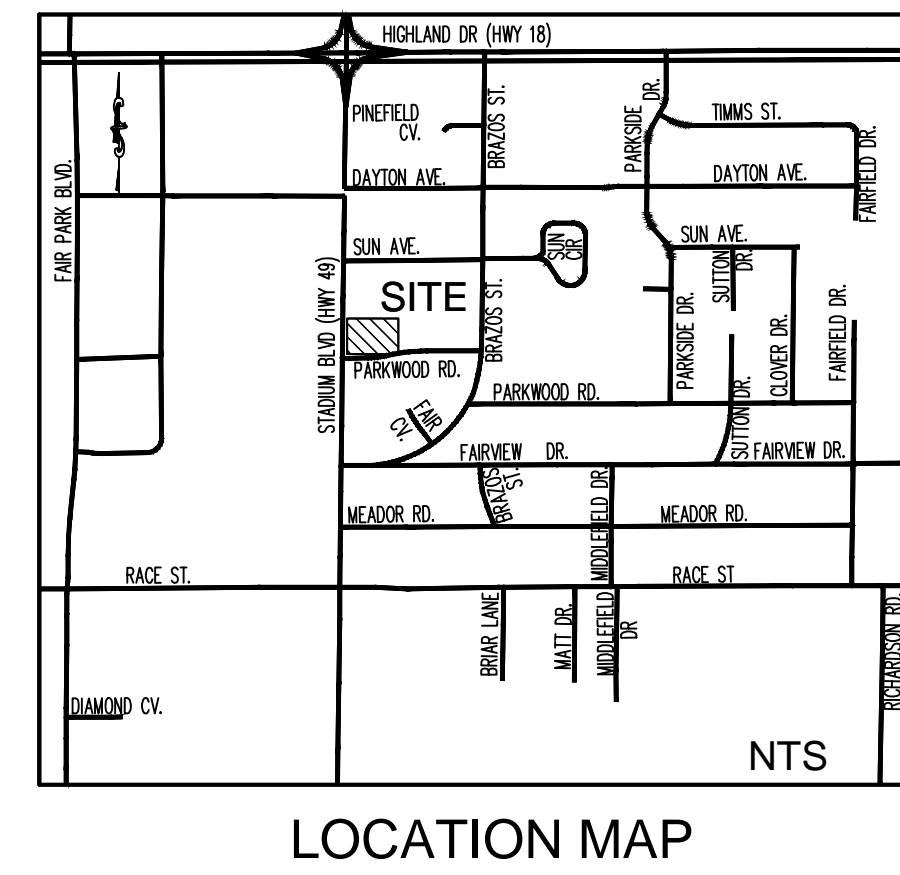 HIGHLAND DR (HWY 18)
PINEFIELD
CV.
BRAZOS ST.
PARKSIDE
DR.
TIMMS ST.
FAIRFIELD DR.
FAIR PARK BLVD.
DAYTON AVE.
DAYTON AVE.
SUN AVE.
SUN
CIR
SUN AVE.
SUTTON
DR.
STADIUM BLVD (HWY 49)
SITE
BRAZOS ST.
PARKSIDE DR.
CLOVER DR.
FAIRFIELD DR.
PARKWOOD RD.
PARKWOOD RD.
FAIR
CV.
SUTTON DR.
FAIRVIEW DR.
FAIRVIEW DR.
BRAZOS
ST.
MIDDLEFIELD DR.
MEADOR RD.
MEADOR RD.
RACE ST.
RACE ST
BRIAR LANE
MATT DR.
MIDDLEFIELD
DR
RICHARDSON RD.
DIAMOND CV.
NTS
LOCATION MAP